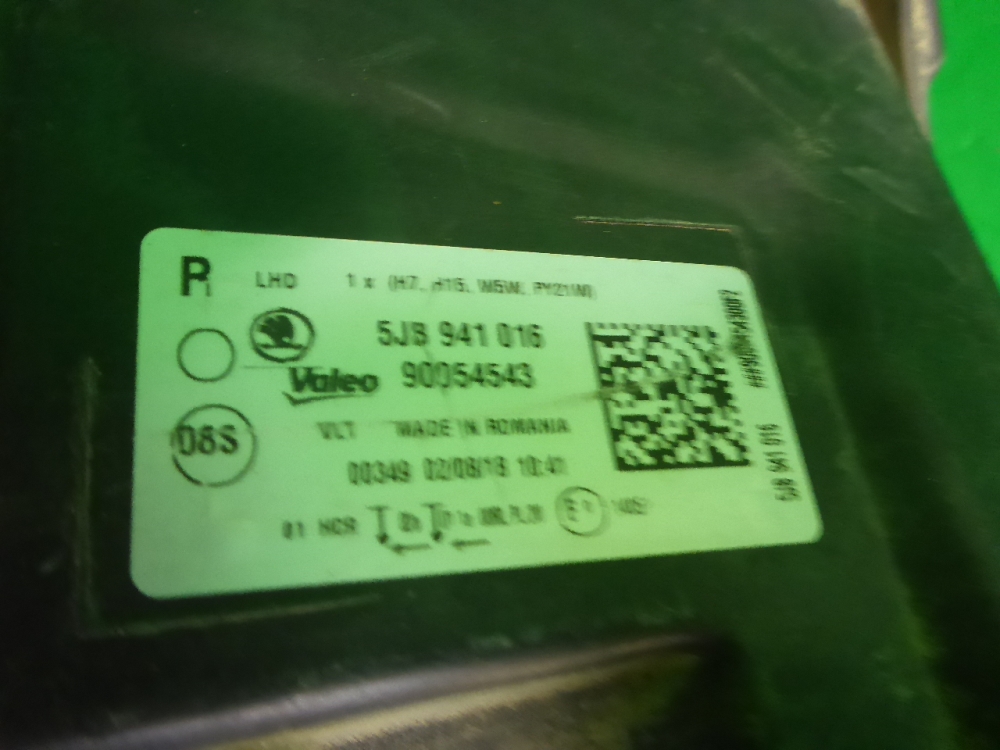 R LHD 1 x (H7, H15, W5W, PY21W)
5JB 941 016
Valeo 90054543
08S
VLT MADE IN ROMANIA
00349 02/08/18 10:41
01 HCR
E
5JB 941 016